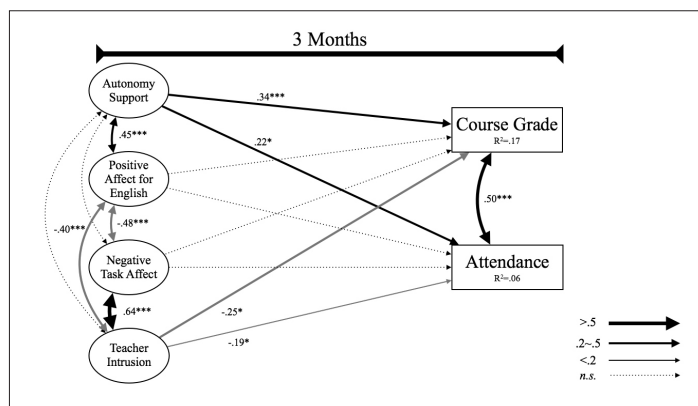 3 Months
Autonomy
Support
.34***
Course Grade
R²=.17
.22*
.45***
Positive
Affect for
English
.50***
-.40***
-.48***
Negative
Task Affect
Attendance
R²=.06
.64***
-.25*
-.19*
Teacher
Intrusion
>.5
.2~.5
<.2
n.s.